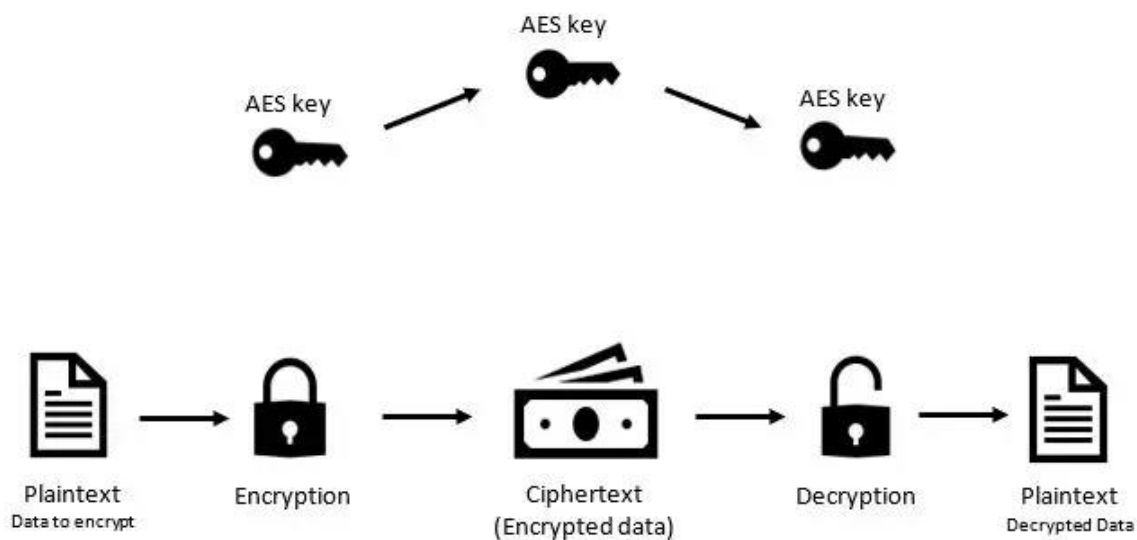 AES key
AES key
AES key
Plaintext
Data to encrypt
Encryption
Ciphertext
(Encrypted data)
Decryption
Plaintext
Decrypted Data